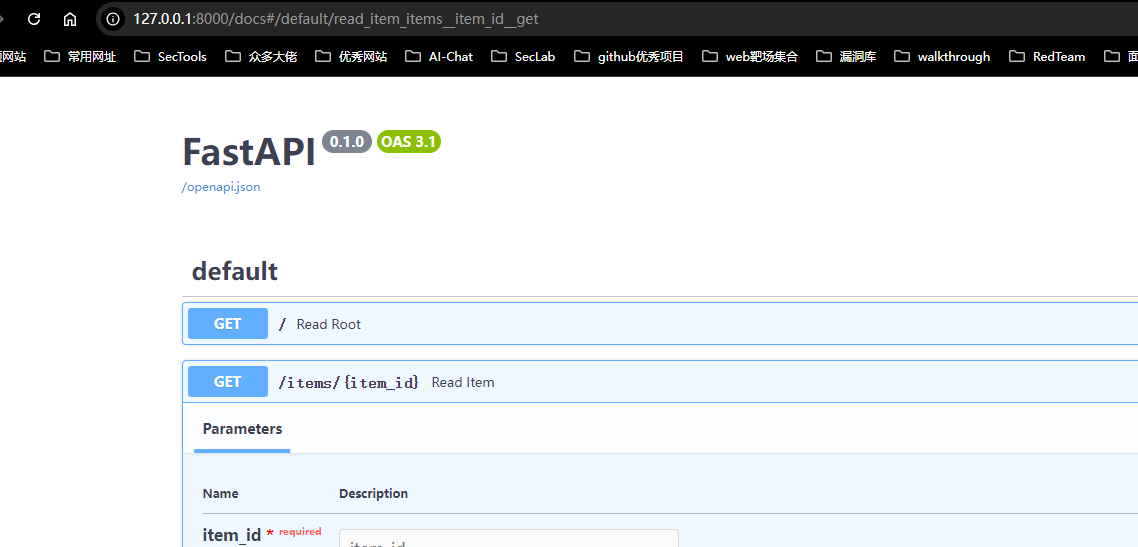 127.0.0.1:8000/docs#/default/read_item_items__item_id__get
网站 常用网址 SecTools 众多大佬 优秀网站 AI-Chat SecLab github优秀项目 web靶场集合 漏洞库 walkthrough RedTeam 面
FastAPI 0.1.0 OAS 3.1
/openapi.json
default
GET / Read Root
GET /items/{item_id} Read Item
Parameters
Name Description
item_id * required
item_id